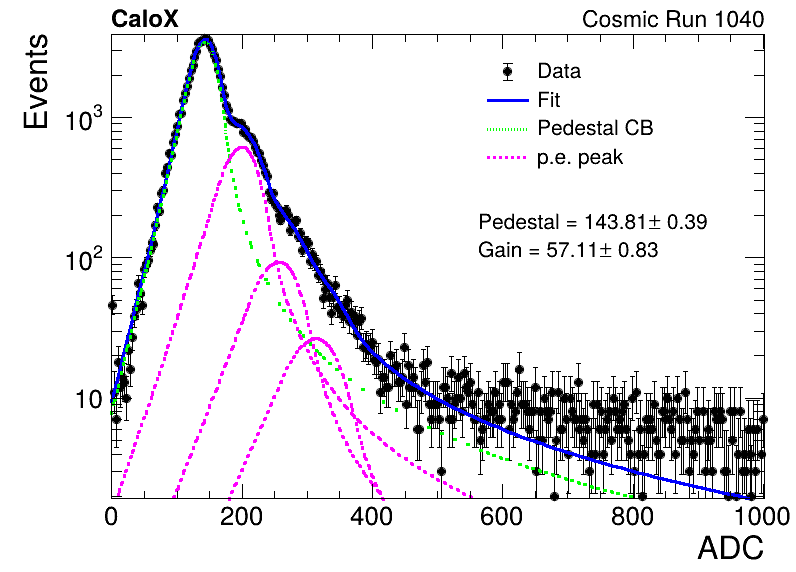 CaloX Cosmic Run 1040
Events
Data
Fit
Pedestal CB
p.e. peak
Pedestal = 143.81± 0.39
Gain = 57.11± 0.83
10³
10²
10
0 200 400 600 800 1000
ADC